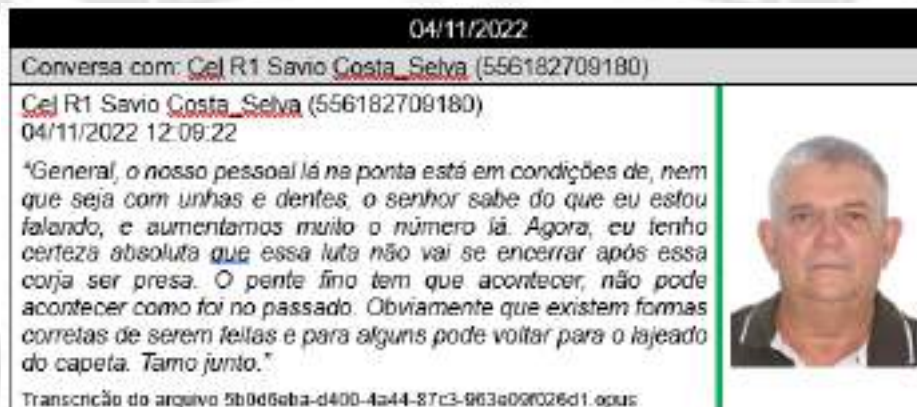 04/11/2022
Conversa com: Cel R1 Savio Costa_Selva (556182709180)
Cel R1 Savio Costa_Selva (556182709180)
04/11/2022 12:09:22
"General, o nosso pessoal lá na ponta está em condições de, nem
que seja com unhas e dentes, o senhor sabe do que eu estou
falando, e aumentamos muito o número lá. Agora, eu tenho
certeza absoluta que essa luta não vai se encerrar após essa
corja ser presa. O pente fino tem que acontecer, não pode
acontecer como foi no passado. Obviamente que existem formas
corretas de serem feitas e para alguns pode voltar para o lajeado
do capeta. Tamo junto."
Transcrição do arquivo 5b0d6eba-d400-4a44-87c3-963a09f026d1.opus